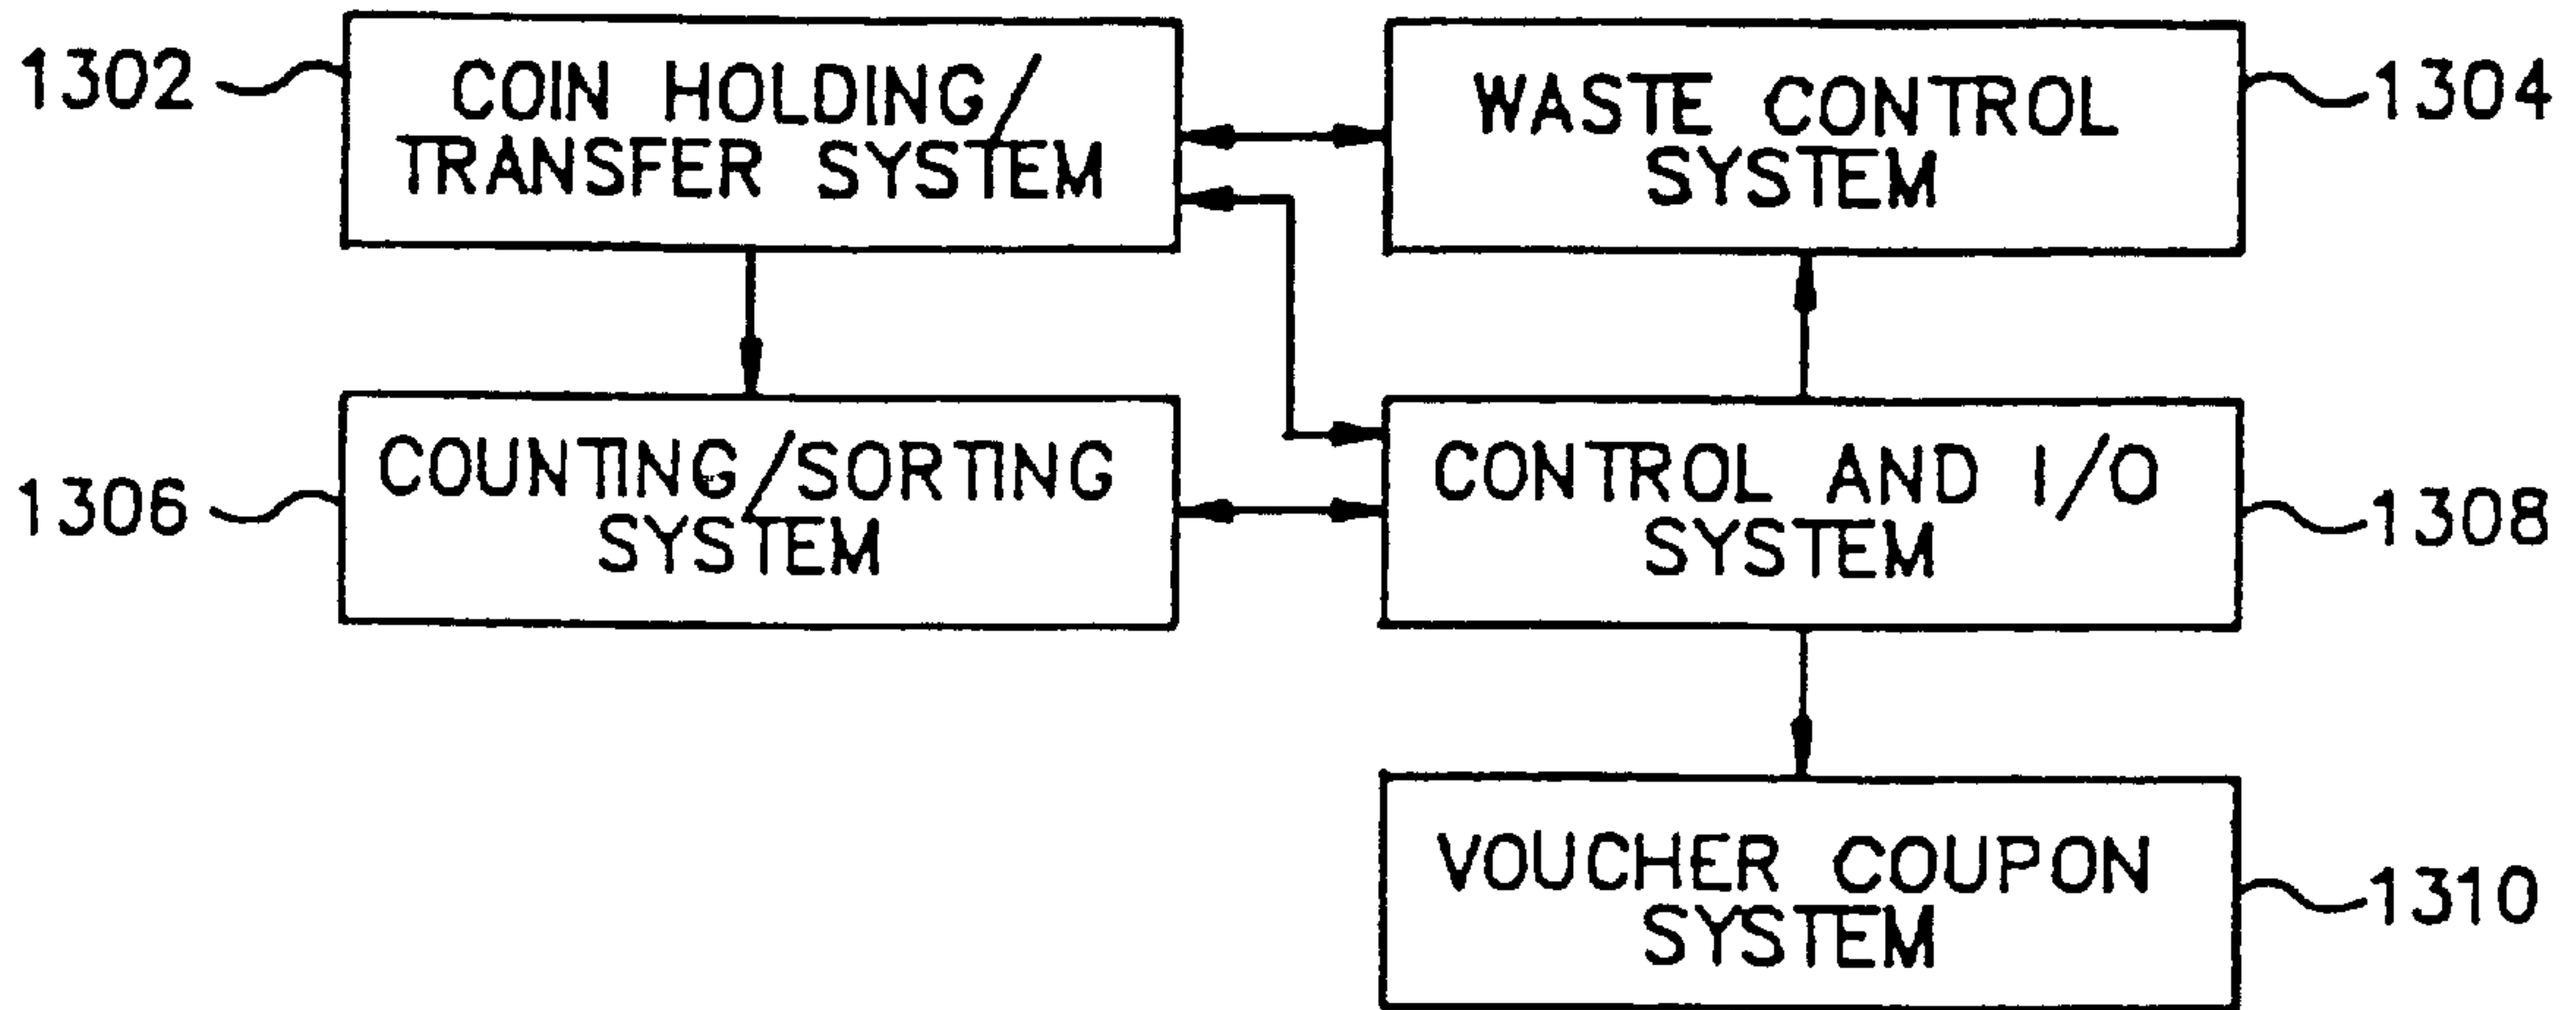 1302
COIN HOLDING/
TRANSFER SYSTEM
WASTE CONTROL
SYSTEM
1304
1306
COUNTING/SORTING
SYSTEM
CONTROL AND I/O
SYSTEM
1308
VOUCHER COUPON
SYSTEM
1310